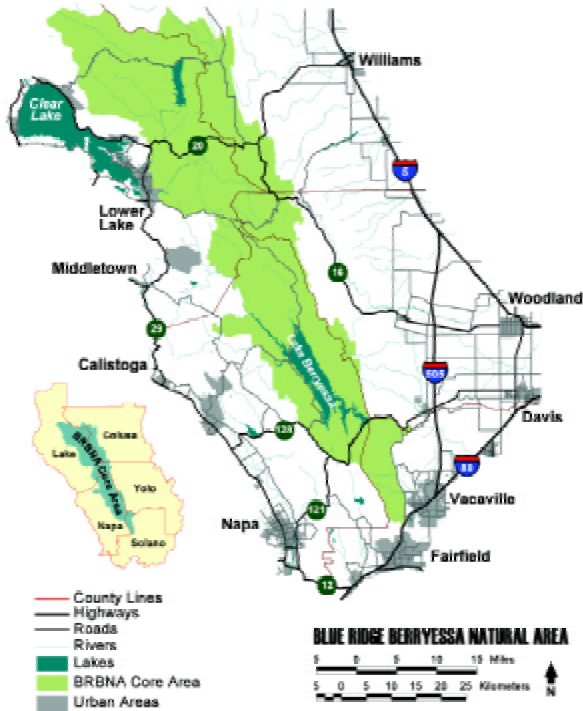 Williams
Clear
Lake
20
5
Lower
Lake
Middletown
16
Woodland
29
Lake Berryessa
Calistoga
505
Davis
128
80
Colusa
Lake
BRBNA Core Area
Yolo
Vacaville
Napa
121
Napa
Solano
Fairfield
12
County Lines
Highways
Roads
Rivers
Lakes
BRBNA Core Area
Urban Areas
BLUE RIDGE BERRYESSA NATURAL AREA
5 0 5 10 15 Miles
5 0 5 10 15 20 25 Kilometers
N